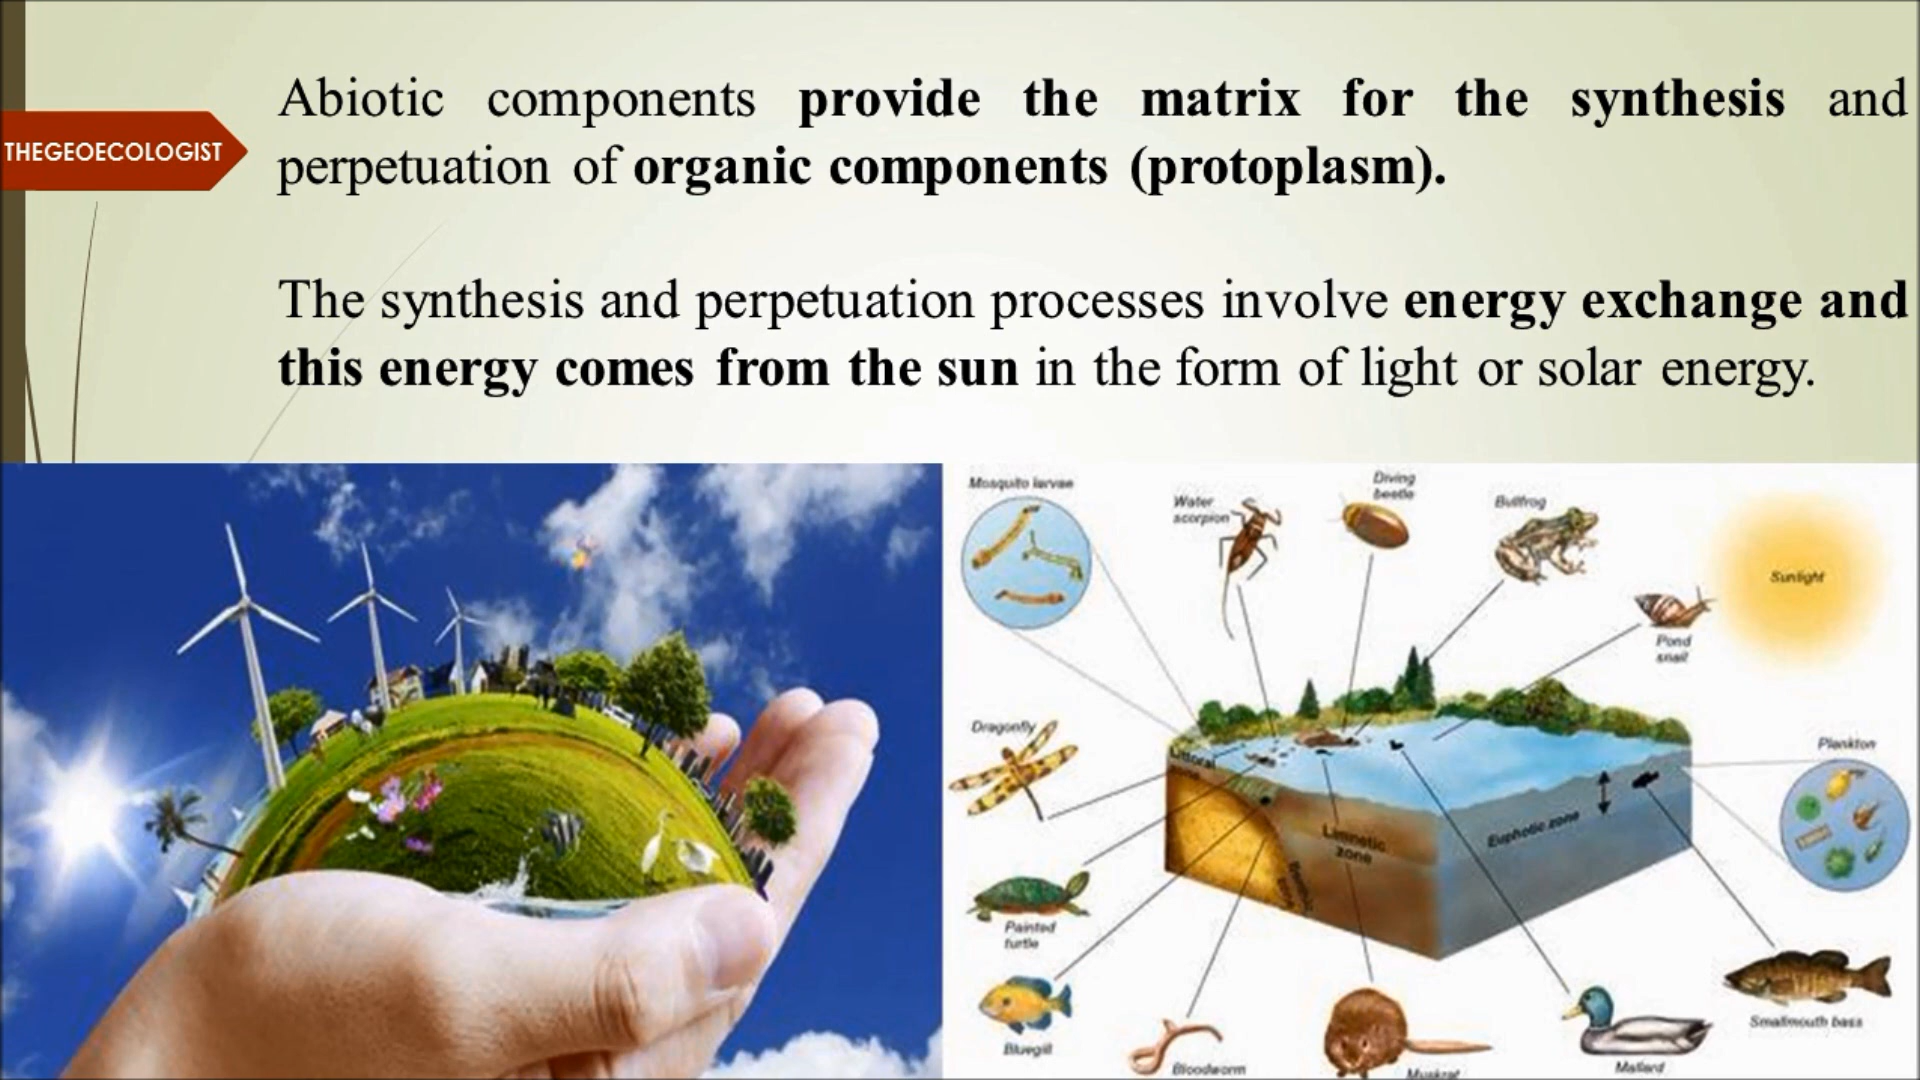 Abiotic components provide the matrix for the synthesis and
perpetuation of organic components (protoplasm).
THEGEOECOLOGIST
The synthesis and perpetuation processes involve energy exchange and
this energy comes from the sun in the form of light or solar energy.
Mosquito larvae
Water
scorpion
Diving
beetle
Bullfrog
Sunlight
Pond
snail
Dragonfly
Plankton
Littoral
zone
Limnetic
zone
Euphotic zone
Painted
turtle
Bluegill
Bloodworm
Muskrat
Mallard
Smallmouth bass